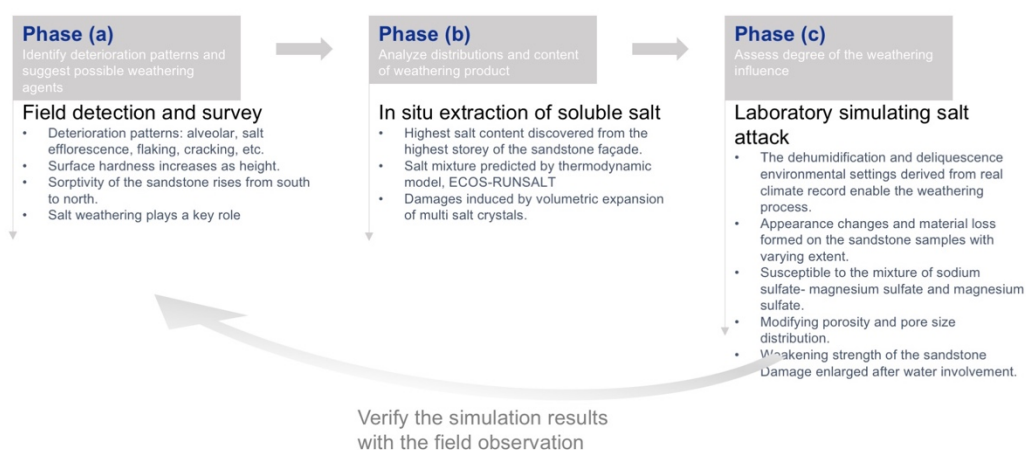 Phase (a)
Identify deterioration patterns and
suggest possible weathering
agents
Field detection and survey
• Deterioration patterns: alveolar, salt
efflorescence, flaking, cracking, etc.
• Surface hardness increases as height.
• Sorptivity of the sandstone rises from south
to north.
• Salt weathering plays a key role
Phase (b)
Analyze distributions and content
of weathering product
In situ extraction of soluble salt
• Highest salt content discovered from the
highest storey of the sandstone façade.
• Salt mixture predicted by thermodynamic
model, ECOS-RUNSALT
• Damages induced by volumetric expansion
of multi salt crystals.
Phase (c)
Assess degree of the weathering
influence
Laboratory simulating salt
attack
• The dehumidification and deliquescence
environmental settings derived from real
climate record enable the weathering
process.
• Appearance changes and material loss
formed on the sandstone samples with
varying extent.
• Susceptible to the mixture of sodium
sulfate- magnesium sulfate and magnesium
sulfate.
• Modifying porosity and pore size
distribution.
• Weakening strength of the sandstone
Damage enlarged after water involvement.
Verify the simulation results
with the field observation